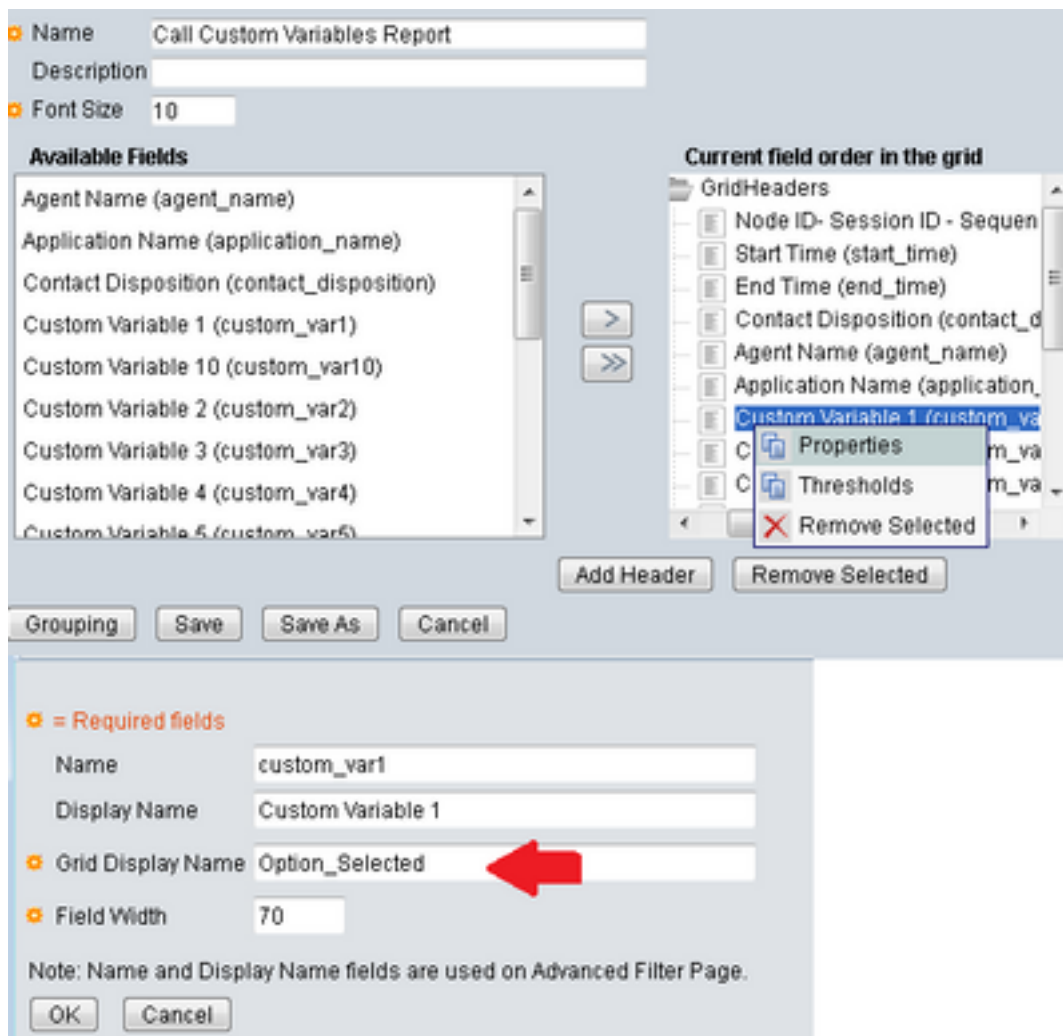 Name Call Custom Variables Report
Description
Font Size 10
Available Fields
Agent Name (agent_name)
Application Name (application_name)
Contact Disposition (contact_disposition)
Custom Variable 1 (custom_var1)
Custom Variable 10 (custom_var10)
Custom Variable 2 (custom_var2)
Custom Variable 3 (custom_var3)
Custom Variable 4 (custom_var4)
Custom Variable 5 (custom_var5)
>
>>
Current field order in the grid
GridHeaders
Node ID- Session ID - Sequen
Start Time (start_time)
End Time (end_time)
Contact Disposition (contact_d
Agent Name (agent_name)
Application Name (application_
Custom Variable 1 (custom_va
C m_va
C m_va
Properties
Thresholds
Remove Selected
Add Header Remove Selected
Grouping Save Save As Cancel
= Required fields
Name custom_var1
Display Name Custom Variable 1
Grid Display Name Option_Selected
Field Width 70
Note: Name and Display Name fields are used on Advanced Filter Page.
OK Cancel